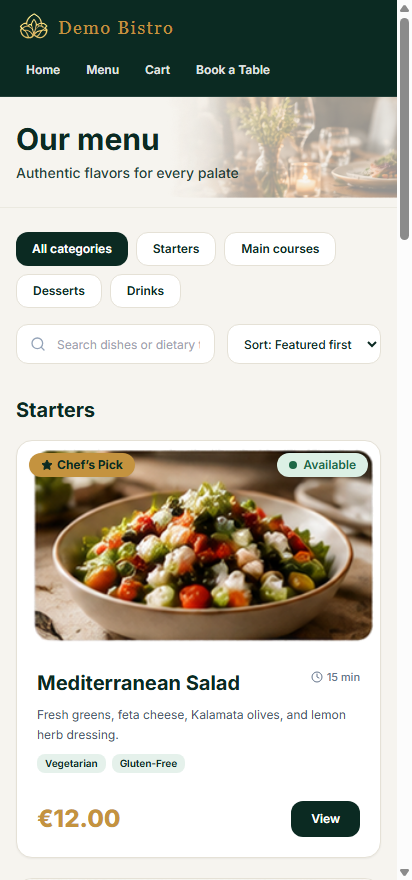 Demo Bistro
Home Menu Cart Book a Table
Our menu
Authentic flavors for every palate
All categories Starters Main courses
Desserts Drinks
Search dishes or dietary Sort: Featured first
Starters
Chef's Pick Available
Mediterranean Salad 15 min
Fresh greens, feta cheese, Kalamata olives, and lemon
herb dressing.
Vegetarian Gluten-Free
€12.00 View